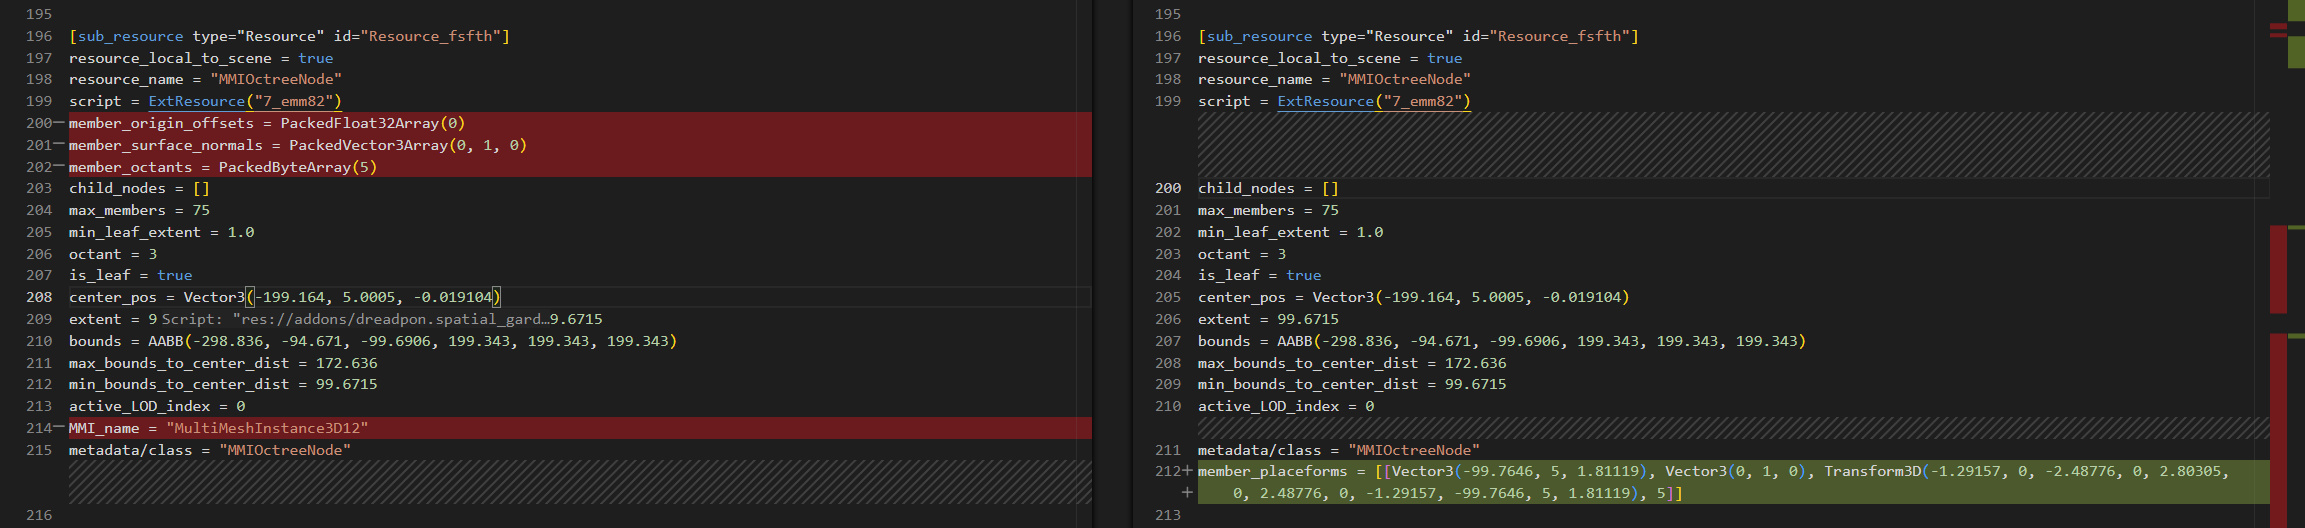 195
196 [sub_resource type="Resource" id="Resource_fsfth"]
197 resource_local_to_scene = true
198 resource_name = "MMIOctreeNode"
199 script = ExtResource("7_emm82")
200— member_origin_offsets = PackedFloat32Array(0)
201— member_surface_normals = PackedVector3Array(0, 1, 0)
202— member_octants = PackedByteArray(5)
203 child_nodes = []
204 max_members = 75
205 min_leaf_extent = 1.0
206 octant = 3
207 is_leaf = true
208 center_pos = Vector3(-199.164, 5.0005, -0.019104)
209 extent = 9 Script: "res://addons/dreadpon.spatial_gard…9.6715
210 bounds = AABB(-298.836, -94.671, -99.6906, 199.343, 199.343, 199.343)
211 max_bounds_to_center_dist = 172.636
212 min_bounds_to_center_dist = 99.6715
213 active_LOD_index = 0
214— MMI_name = "MultiMeshInstance3D12"
215 metadata/class = "MMIOctreeNode"
216
195
196 [sub_resource type="Resource" id="Resource_fsfth"]
197 resource_local_to_scene = true
198 resource_name = "MMIOctreeNode"
199 script = ExtResource("7_emm82")
200 child_nodes = []
201 max_members = 75
202 min_leaf_extent = 1.0
203 octant = 3
204 is_leaf = true
205 center_pos = Vector3(-199.164, 5.0005, -0.019104)
206 extent = 99.6715
207 bounds = AABB(-298.836, -94.671, -99.6906, 199.343, 199.343, 199.343)
208 max_bounds_to_center_dist = 172.636
209 min_bounds_to_center_dist = 99.6715
210 active_LOD_index = 0
211 metadata/class = "MMIOctreeNode"
212+ member_placeforms = [[Vector3(-99.7646, 5, 1.81119), Vector3(0, 1, 0), Transform3D(-1.29157, 0, -2.48776, 0, 2.80305,
+ 0, 2.48776, 0, -1.29157, -99.7646, 5, 1.81119), 5]]
213